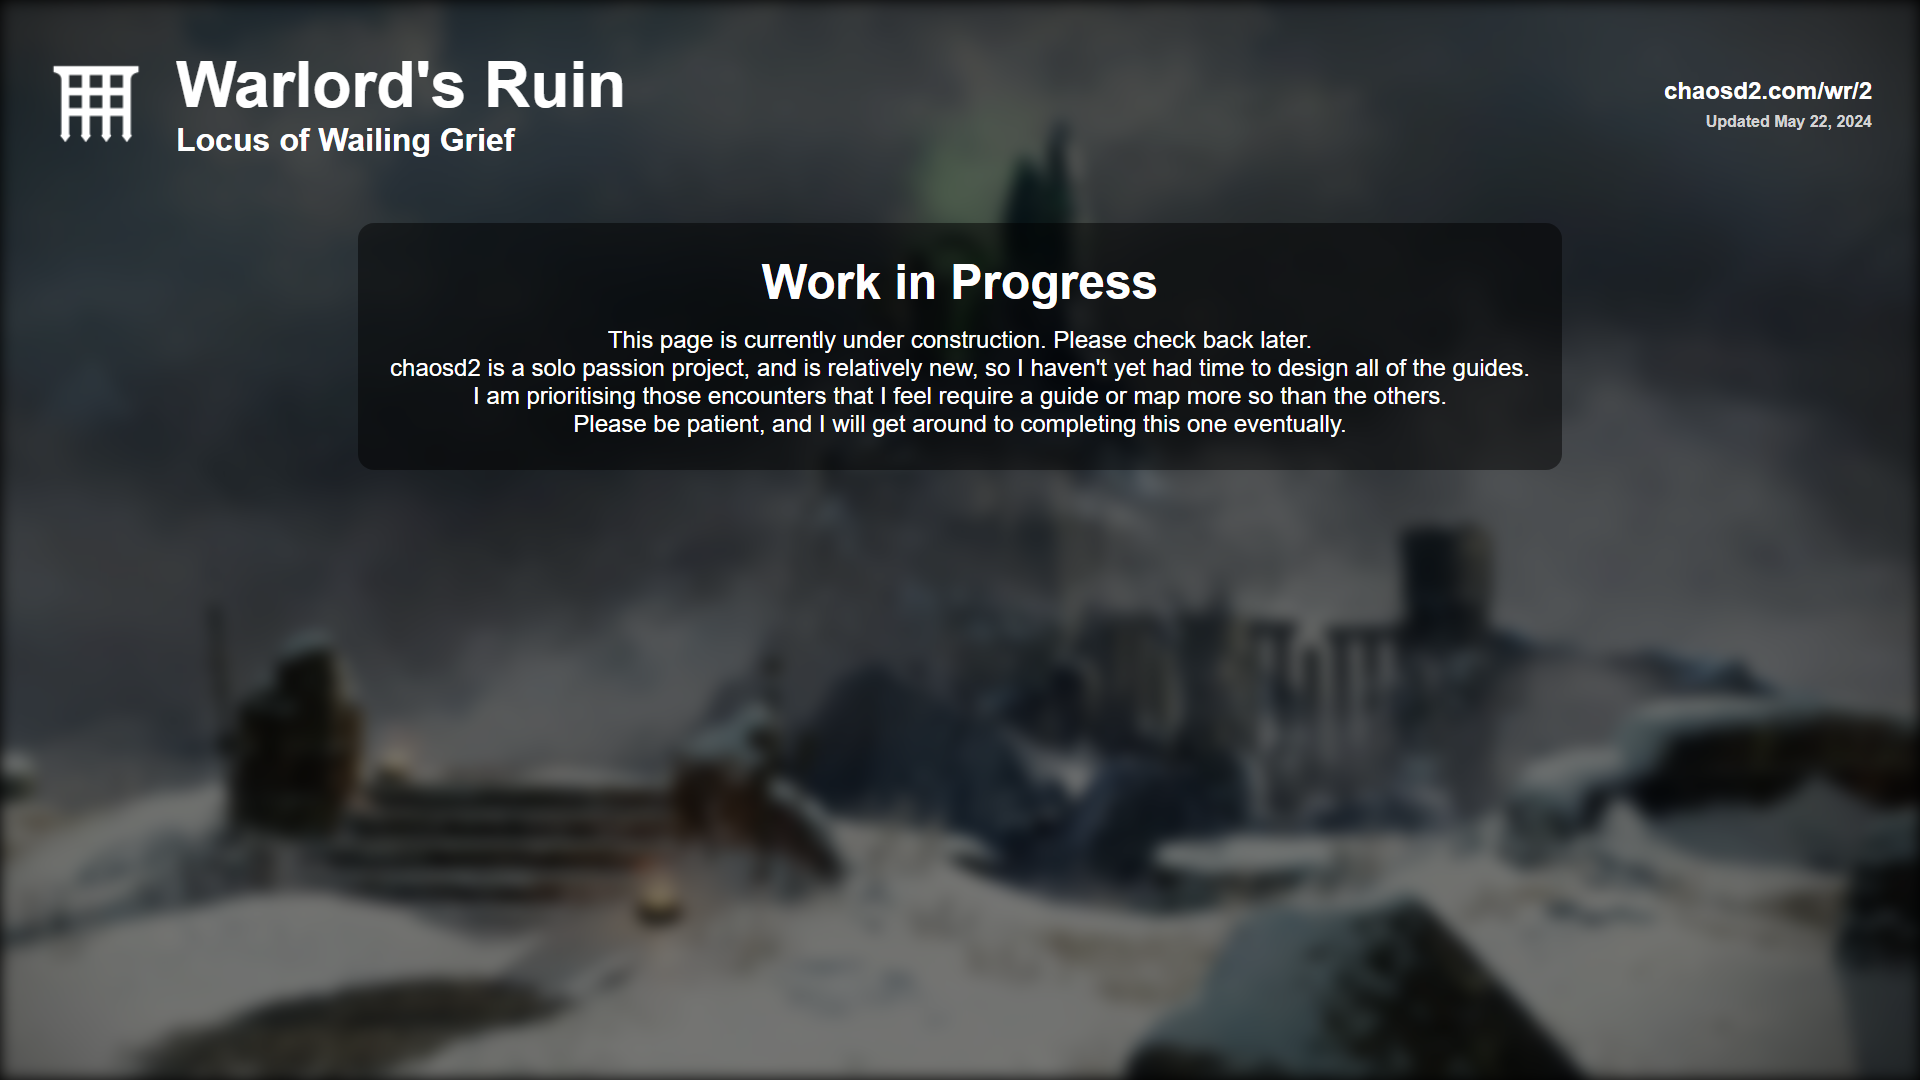 Warlord's Ruin
Locus of Wailing Grief
chaosd2.com/wr/2
Updated May 22, 2024
Work in Progress
This page is currently under construction. Please check back later.
chaosd2 is a solo passion project, and is relatively new, so I haven't yet had time to design all of the guides.
I am prioritising those encounters that I feel require a guide or map more so than the others.
Please be patient, and I will get around to completing this one eventually.